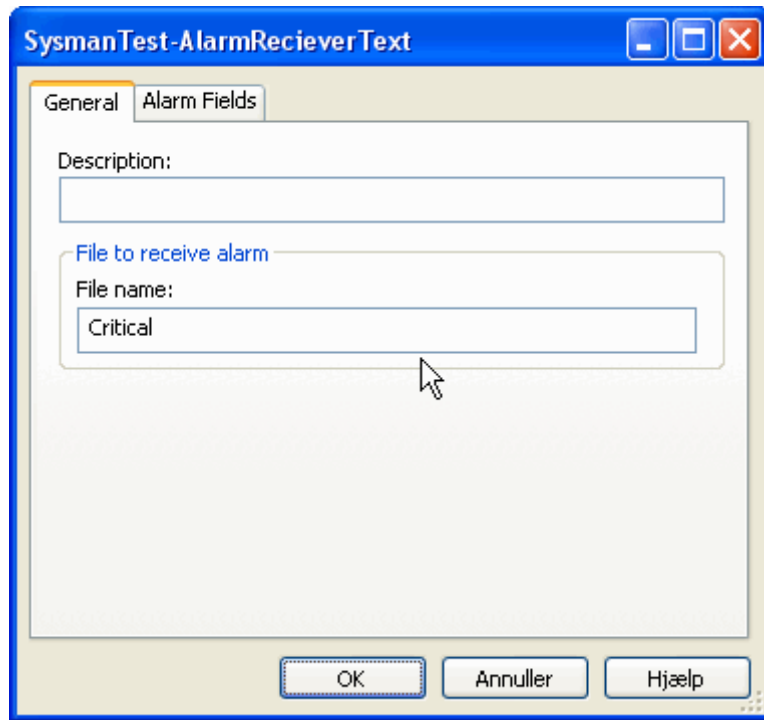 SysmanTest-AlarmRecieverText
General Alarm Fields
Description:
File to receive alarm
File name:
Critical
OK Annuller Hjælp